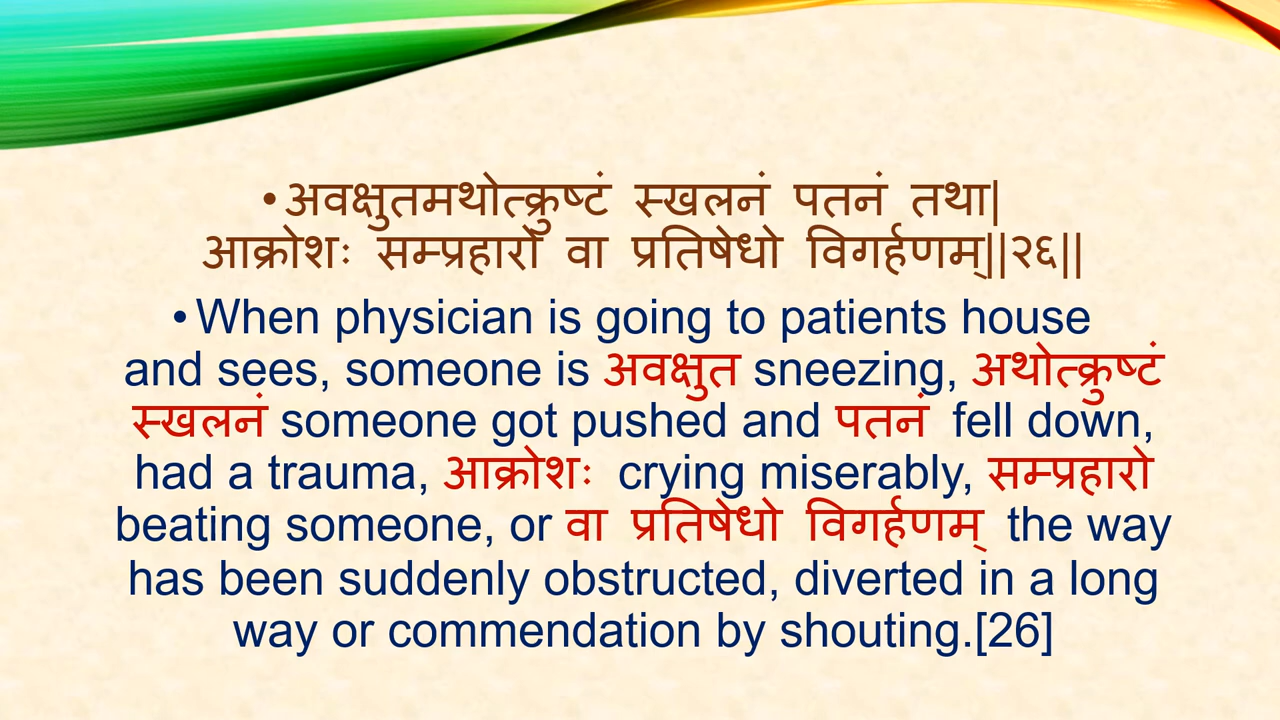 •अवक्षुतमथोत्क्रुष्टं स्खलनं पतनं तथा|
आक्रोशः सम्प्रहारो वा प्रतिषेधो विगर्हणम्||२६||
•When physician is going to patients house
and sees, someone is अवक्षुत sneezing, अथोत्क्रुष्टं
स्खलनं someone got pushed and पतनं fell down,
had a trauma, आक्रोशः crying miserably, सम्प्रहारो
beating someone, or वा प्रतिषेधो विगर्हणम् the way
has been suddenly obstructed, diverted in a long
way or commendation by shouting.[26]